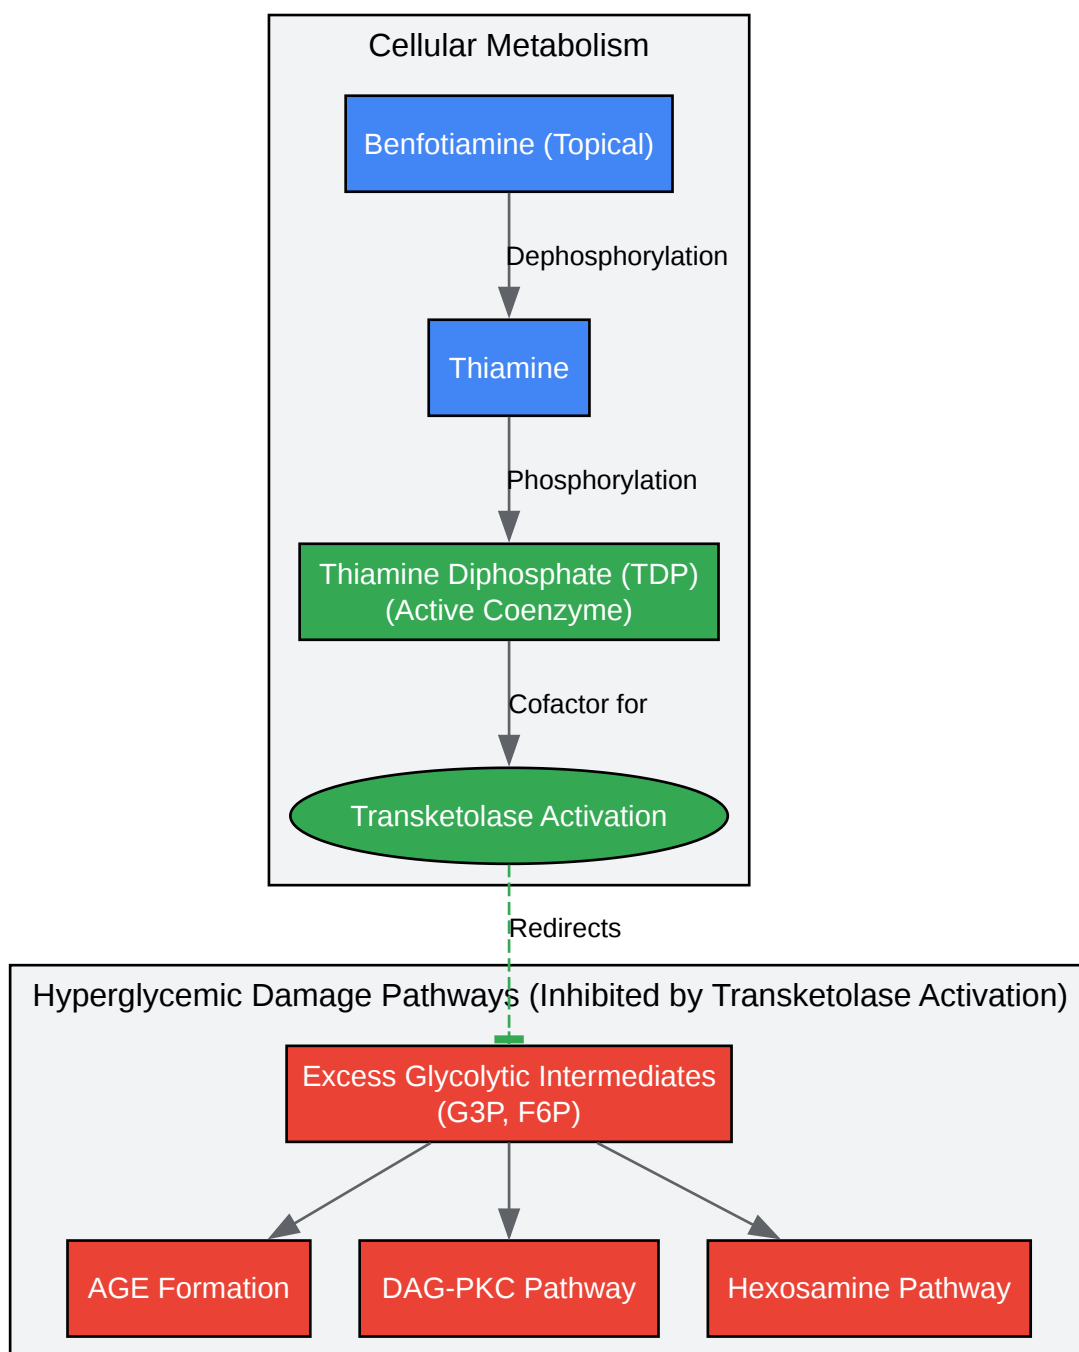 Cellular Metabolism
Benfotiamine (Topical)
Dephosphorylation
Thiamine
Phosphorylation
Thiamine Diphosphate (TDP)
(Active Coenzyme)
Cofactor for
Transketolase Activation
Redirects
Hyperglycemic Damage Pathways (Inhibited by Transketolase Activation)
Excess Glycolytic Intermediates
(G3P, F6P)
AGE Formation
DAG-PKC Pathway
Hexosamine Pathway